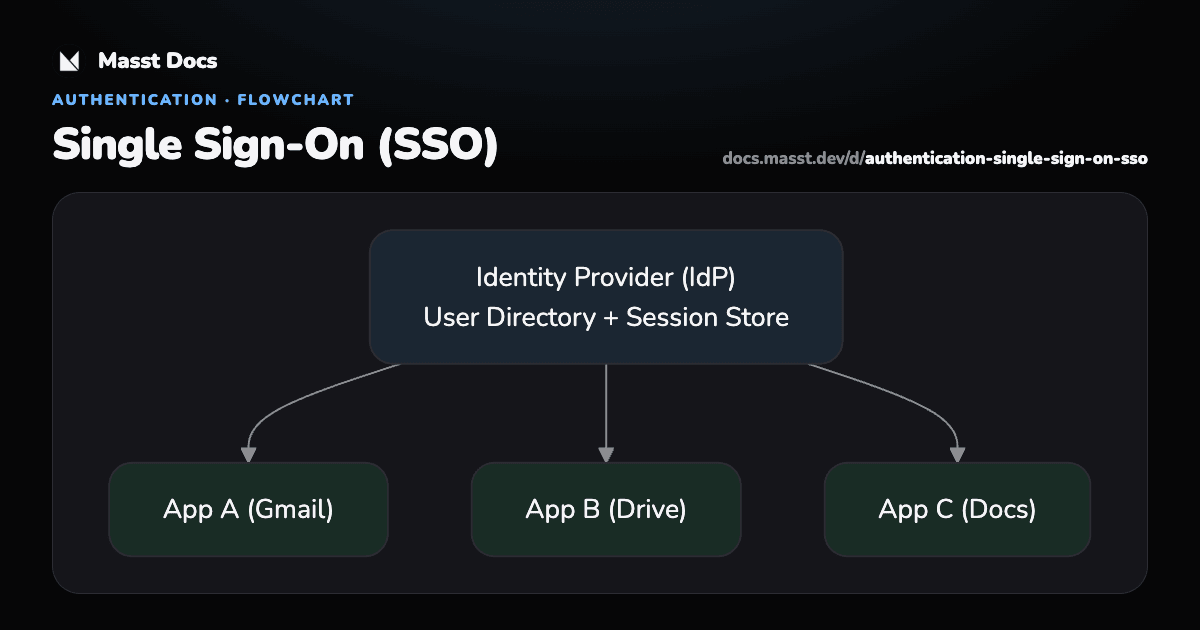 Masst Docs
AUTHENTICATION · FLOWCHART
Single Sign-On (SSO)
docs.masst.dev/d/authentication-single-sign-on-sso
Identity Provider (IdP)
User Directory + Session Store
App A (Gmail)
App B (Drive)
App C (Docs)